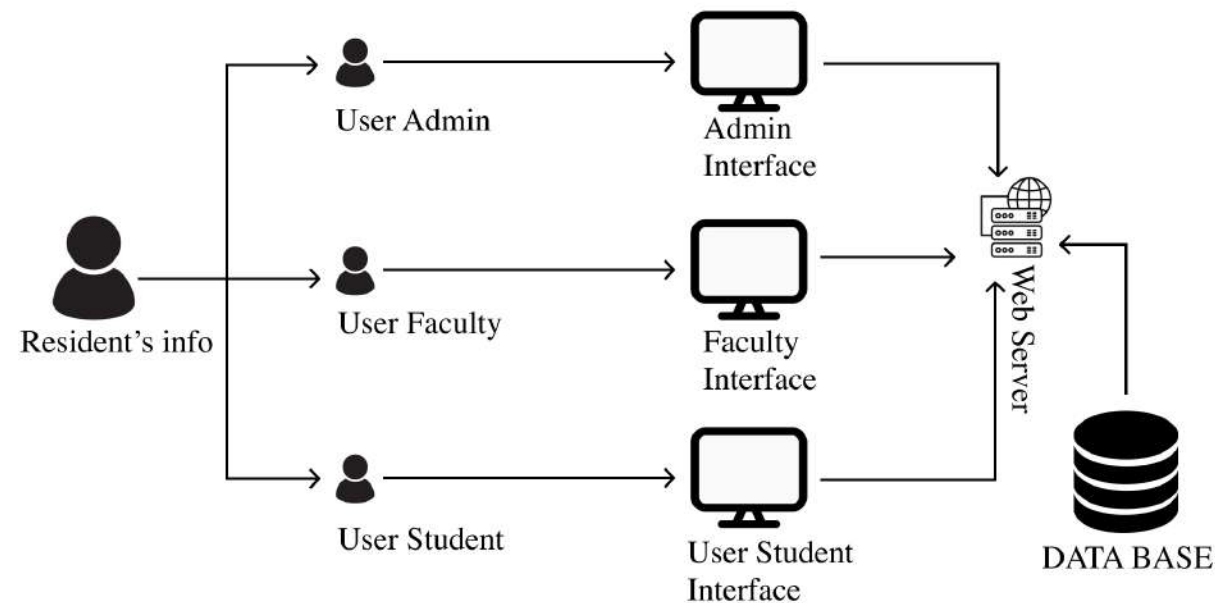 User Admin
Admin
Interface
Resident's info
User Faculty
Faculty
Interface
Web Server
User Student
User Student
Interface
DATA BASE